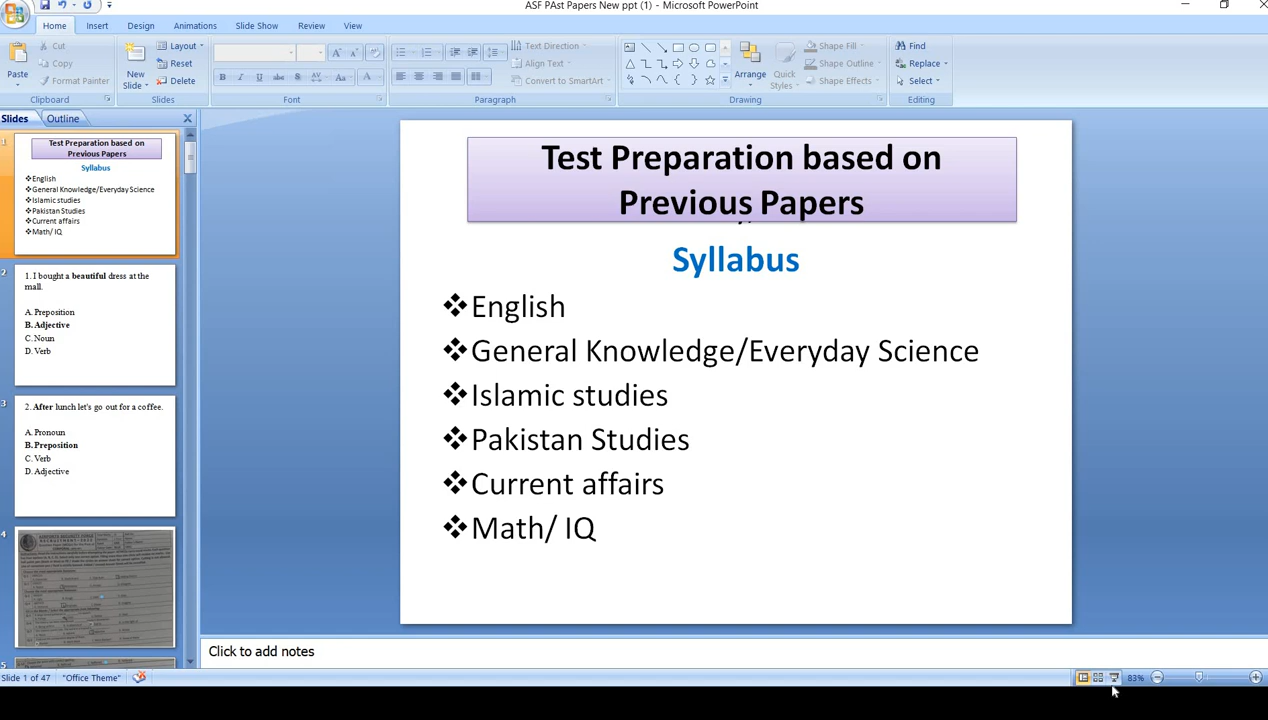 ASF PAst Papers New ppt (1) - Microsoft PowerPoint
Home Insert Design Animations Slide Show Review View
Paste Cut Copy Format Painter
New Slide Layout Reset Delete
Text Direction Align Text Convert to SmartArt
Arrange Quick Styles Shape Fill Shape Outline Shape Effects
Find Replace Select
Clipboard Slides Font Paragraph Drawing Editing
Slides Outline
1
Test Preparation based on
Previous Papers
Syllabus
English
General Knowledge/Everyday Science
Islamic studies
Pakistan Studies
Current affairs
Math/ IQ
2
1. I bought a beautiful dress at the
mall.
A. Preposition
B. Adjective
C. Noun
D. Verb
3
2. After lunch let's go out for a coffee.
A. Pronoun
B. Preposition
C. Verb
D. Adjective
4
5
Test Preparation based on
Previous Papers
Syllabus
❖English
❖General Knowledge/Everyday Science
❖Islamic studies
❖Pakistan Studies
❖Current affairs
❖Math/ IQ
Click to add notes
Slide 1 of 47 "Office Theme" 83%